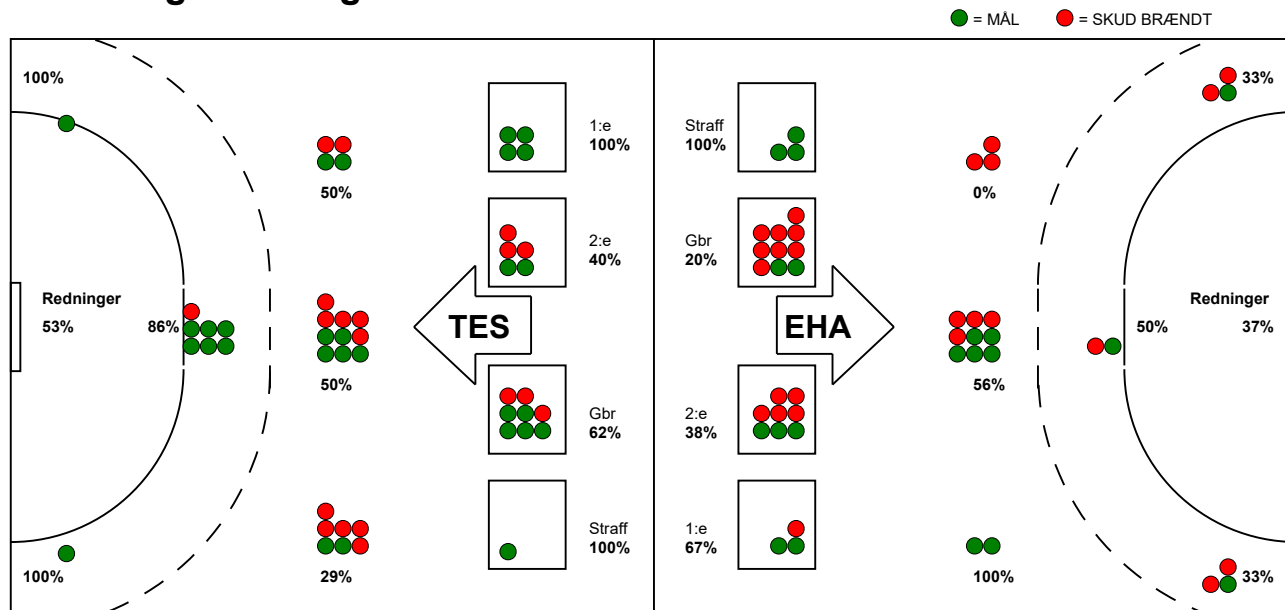 = MÅL
= SKUD BRÆNDT
100%
50%
1:e
100%
Straff
100%
0%
33%
2:e
40%
Gbr
20%
Redninger
53%
86%
50%
TES
EHA
56%
50%
Redninger
37%
Gbr
62%
2:e
38%
100%
29%
Straff
100%
1:e
67%
100%
33%